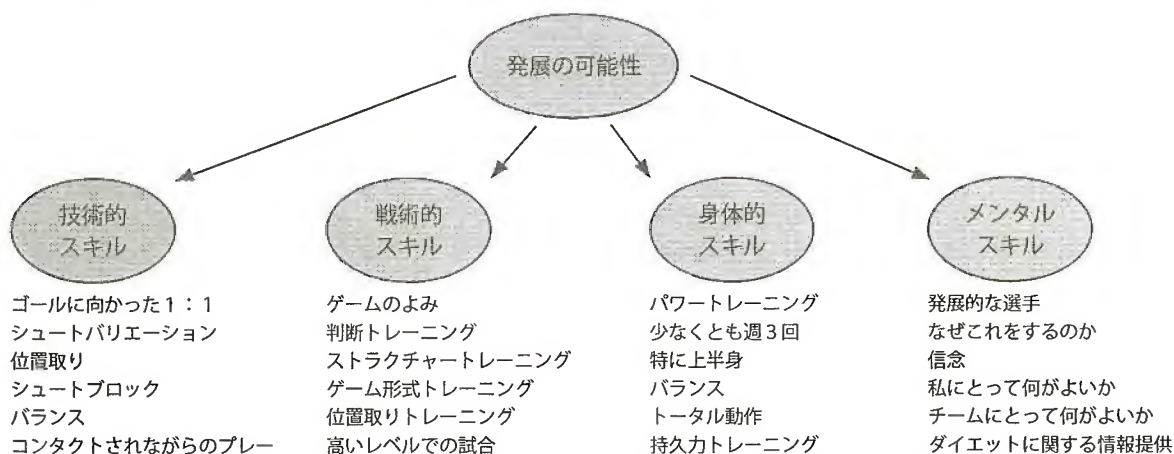 発展の可能性
技術的
スキル
ゴールに向かった1：1
シュートバリエーション
位置取り
シュートブロック
バランス
コンタクトされながらのプレー
戦術的
スキル
ゲームのよみ
判断トレーニング
ストラクチャートレーニング
ゲーム形式トレーニング
位置取りトレーニング
高いレベルでの試合
身体的
スキル
パワートレーニング
少なくとも週3回
特に上半身
バランス
トータル動作
持久力トレーニング
メンタル
スキル
発展的な選手
なぜこれをするのか
信念
私にとって何がよいか
チームにとって何がよいか
ダイエットに関する情報提供